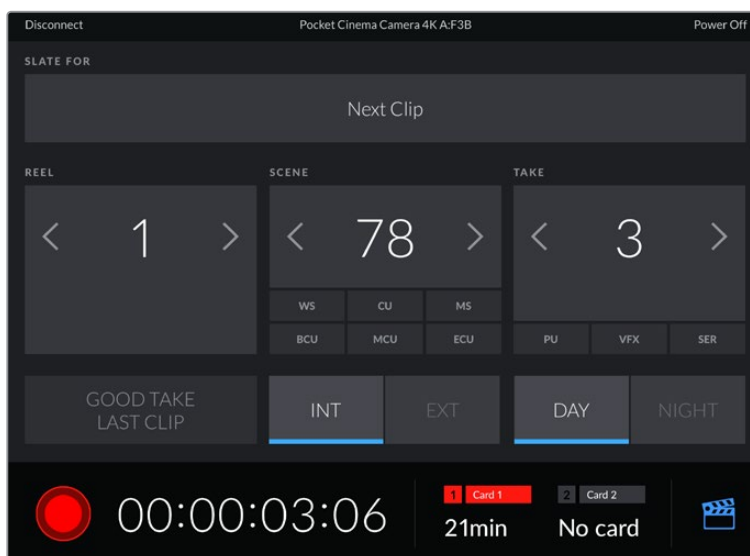 Disconnect Pocket Cinema Camera 4K A:F3B Power Off
SLATE FOR
Next Clip
REEL SCENE TAKE
1 78 3
WS CU MS
BCU MCU ECU PU VFX SER
GOOD TAKE
LAST CLIP
INT EXT DAY NIGHT
00:00:03:06
1 Card 1 2 Card 2
21min No card